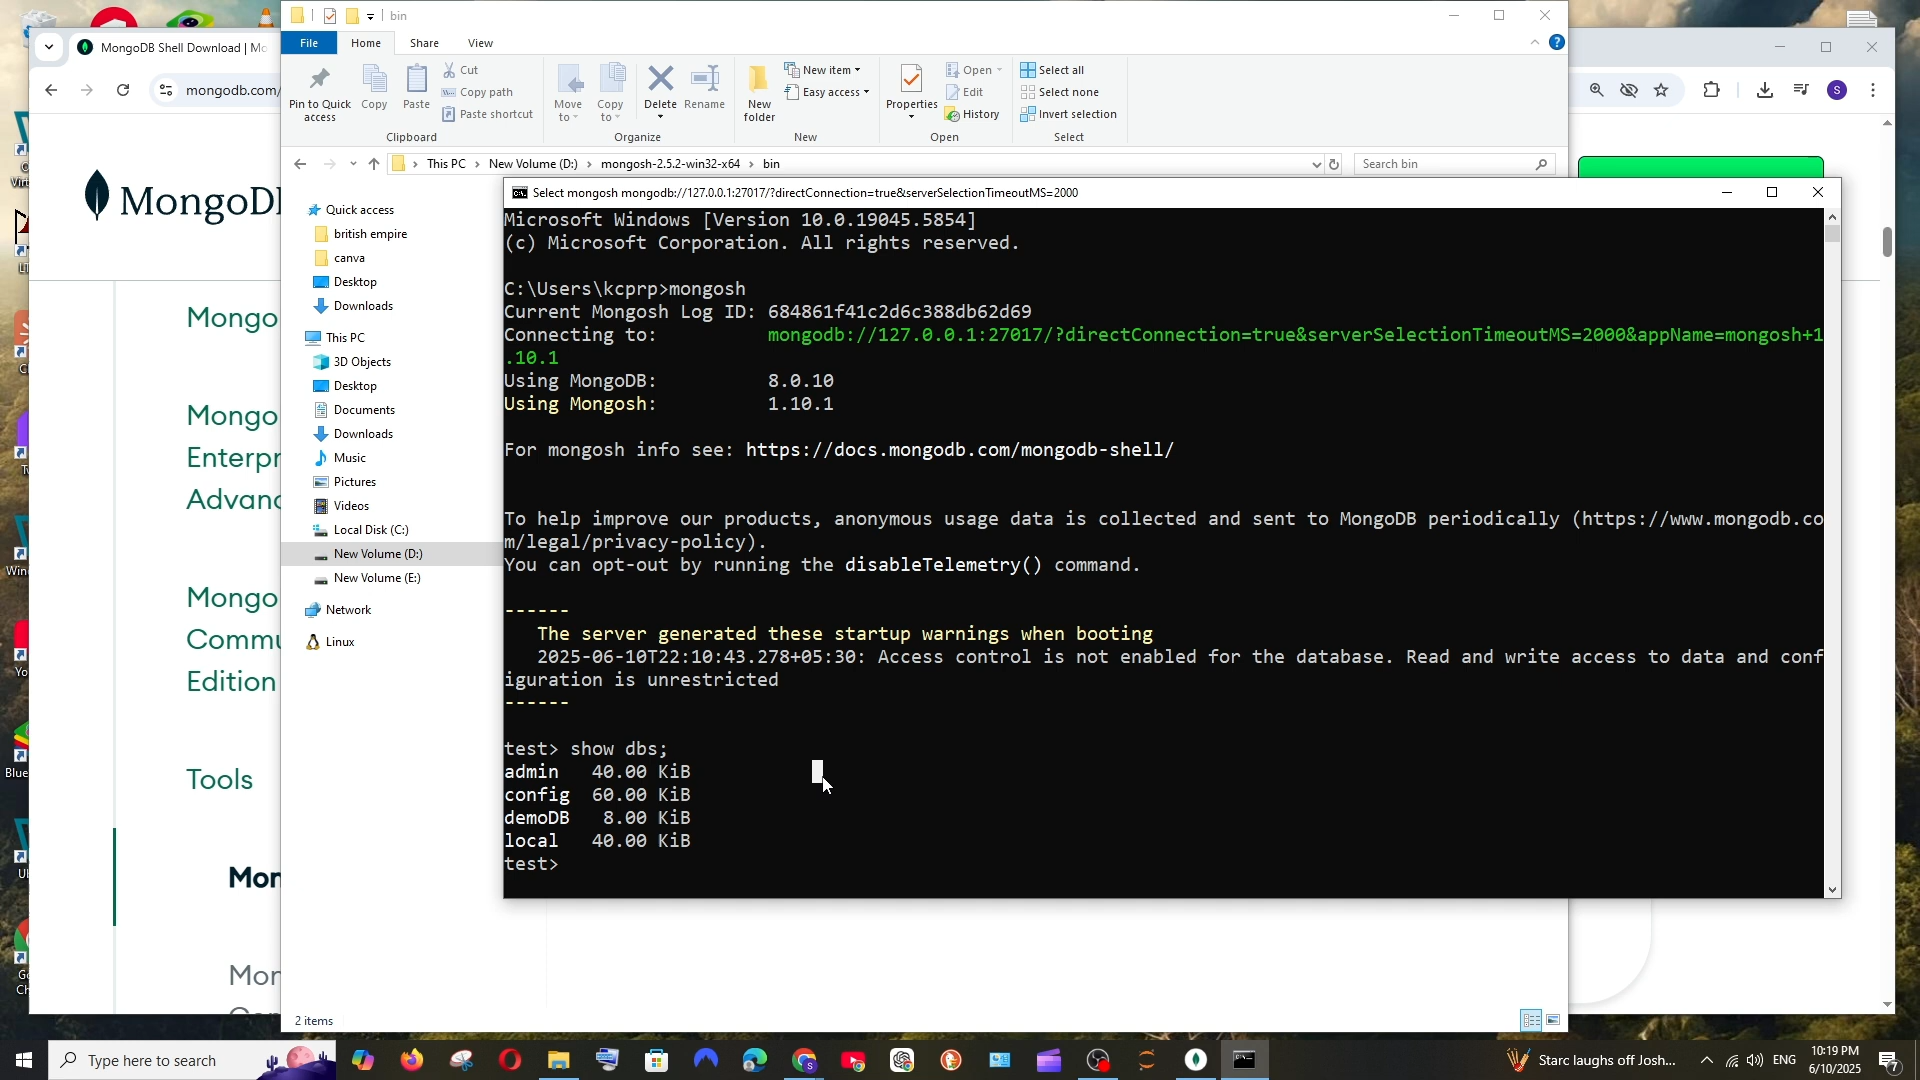 bin
MongoDB Shell Download | Mo
File
Home
Share
View
Pin to Quick access
Copy
Paste
Cut
Copy path
Paste shortcut
Clipboard
Move to
Copy to
Delete
Rename
Organize
New folder
New item
Easy access
New
Properties
Open
Edit
History
Open
Select all
Select none
Invert selection
Select
mongodb.com/
S
This PC > New Volume (D:) > mongosh-2.5.2-win32-x64 > bin
Search bin
MongoDB
Mongo
Mongo
Enterpr
Advanc
Mongo
Commu
Edition
Tools
Mon
Mon
Quick access
british empire
canva
Desktop
Downloads
This PC
3D Objects
Desktop
Documents
Downloads
Music
Pictures
Videos
Local Disk (C:)
New Volume (D:)
New Volume (E:)
Network
Linux
2 items
Select mongosh mongodb://127.0.0.1:27017/?directConnection=true&serverSelectionTimeoutMS=2000
Microsoft Windows [Version 10.0.19045.5854]
(c) Microsoft Corporation. All rights reserved.
C:\Users\kcprp>mongosh
Current Mongosh Log ID: 684861f41c2d6c388db62d69
Connecting to: mongodb://127.0.0.1:27017/?directConnection=true&serverSelectionTimeoutMS=2000&appName=mongosh+1
.10.1
Using MongoDB: 8.0.10
Using Mongosh: 1.10.1
For mongosh info see: https://docs.mongodb.com/mongodb-shell/
To help improve our products, anonymous usage data is collected and sent to MongoDB periodically (https://www.mongodb.co
m/legal/privacy-policy).
You can opt-out by running the disableTelemetry() command.
------
The server generated these startup warnings when booting
2025-06-10T22:10:43.278+05:30: Access control is not enabled for the database. Read and write access to data and conf
iguration is unrestricted
------
test> show dbs;
admin 40.00 KiB
config 60.00 KiB
demoDB 8.00 KiB
local 40.00 KiB
test>
Type here to search
Starc laughs off Josh...
ENG
10:19 PM
6/10/2025
7